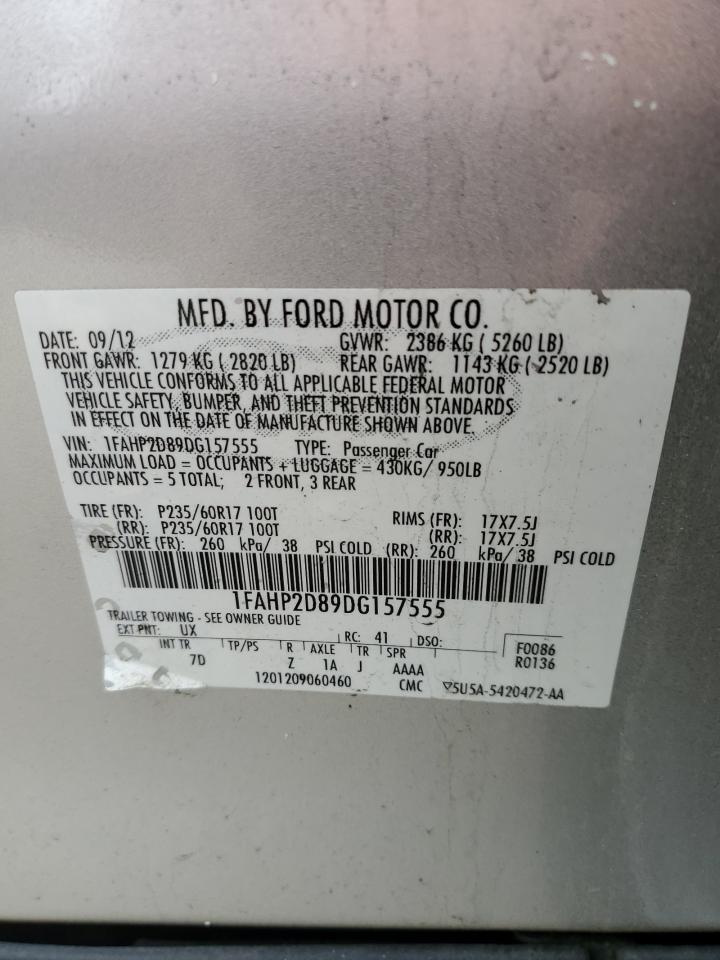 MFD. BY FORD MOTOR CO.
DATE: 09/12 GVWR: 2386 KG ( 5260 LB)
FRONT GAWR: 1279 KG ( 2820 LB) REAR GAWR: 1143 KG ( 2520 LB)
THIS VEHICLE CONFORMS TO ALL APPLICABLE FEDERAL MOTOR
VEHICLE SAFETY, BUMPER, AND THEFT PREVENTION STANDARDS
IN EFFECT ON THE DATE OF MANUFACTURE SHOWN ABOVE.
VIN: 1FAHP2D89DG157555 TYPE: Passenger Car
MAXIMUM LOAD = OCCUPANTS + LUGGAGE = 430KG/ 950LB
OCCUPANTS = 5 TOTAL; 2 FRONT, 3 REAR
TIRE (FR): P235/60R17 100T RIMS (FR): 17X7.5J
(RR): P235/60R17 100T (RR): 17X7.5J
PRESSURE (FR): 260 kPa/ 38 PSI COLD (RR): 260 kPa/ 38 PSI COLD
1FAHP2D89DG157555
TRAILER TOWING - SEE OWNER GUIDE
EXT PNT: UX RC: 41 DSO: F0086
INT TR TP/PS R AXLE TR SPR R0136
7D Z 1A J AAAA
1201209060460 CMC ▽5U5A-5420472-AA